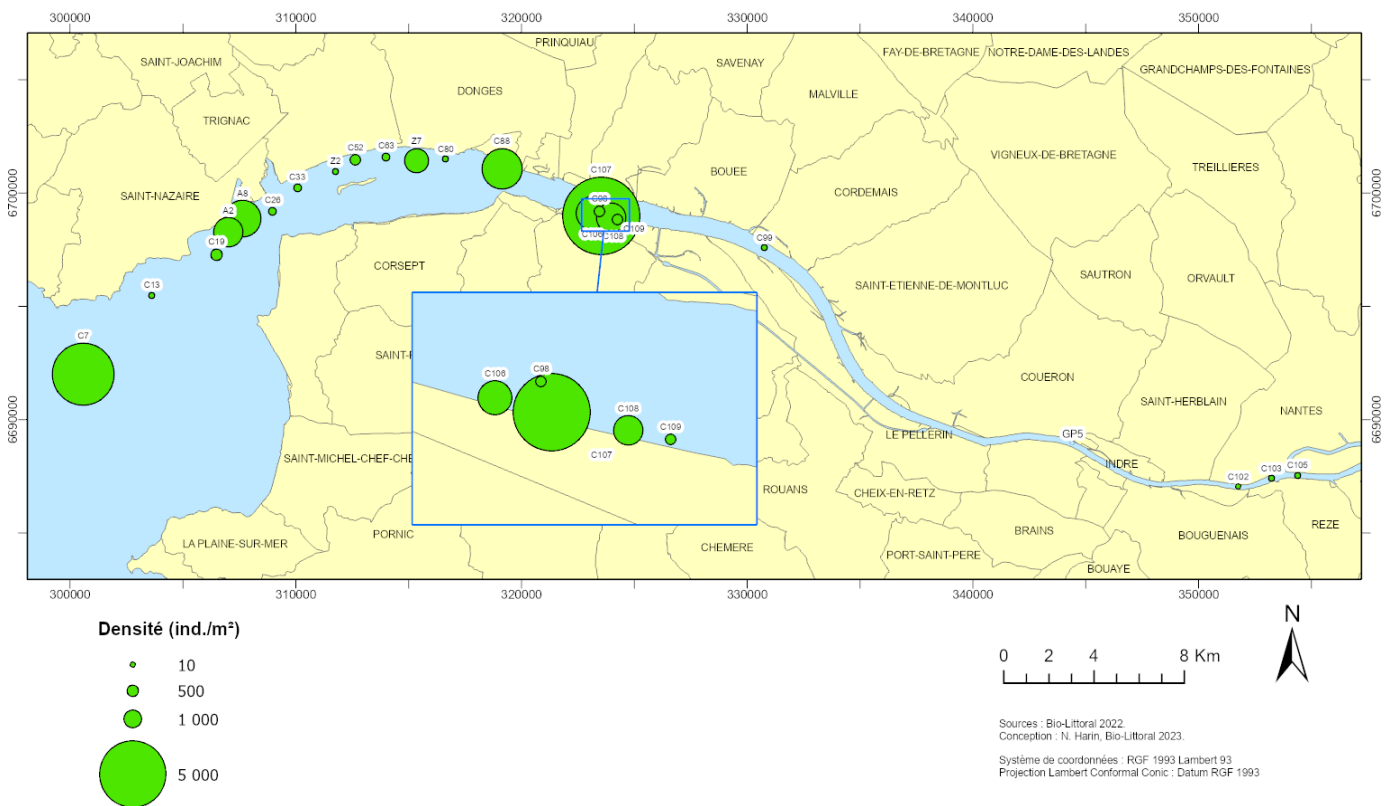 300000 310000 320000 330000 340000 350000
PRINQUIAU
SAINT-JOACHIM
SAVENAY
FAY-DE-BRETAGNE
NOTRE-DAME-DES-LANDES
GRANDCHAMPS-DES-FONTAINES
DONGES
MALVILLE
TRIGNAC
C52
C63
Z7
C80
C88
Z2
VIGNEUX-DE-BRETAGNE
TREILLIERES
C107
BOUEE
C33
CORDEMAIS
6700000
SAINT-NAZAIRE
A8
C26
A2
C98
6700000
C109
C106
C108
C19
C99
CORSEPT
SAUTRON
ORVAULT
C13
SAINT-ETIENNE-DE-MONTLUC
C7
SAINT-P
C106
C98
COUERON
SAINT-HERBLAIN
C108
NANTES
6690000
C109
LE PELLERIN
GP5
6690000
C107
SAINT-MICHEL-CHEF-CHE
INDRE
C102
C103
C105
ROUANS
CHEIX-EN-RETZ
REZE
PORNIC
BRAINS
BOUGUENAIS
LA PLAINE-SUR-MER
CHEMERE
PORT-SAINT-PERE
BOUAYE
300000 310000 320000 330000 340000 350000
Densité (ind./m²)
10
500
1 000
5 000
N
0 2 4 8 Km
Sources : Bio-Littoral 2022.
Conception : N. Harin, Bio-Littoral 2023.
Système de coordonnées : RGF 1993 Lambert 93
Projection Lambert Conformal Conic : Datum RGF 1993